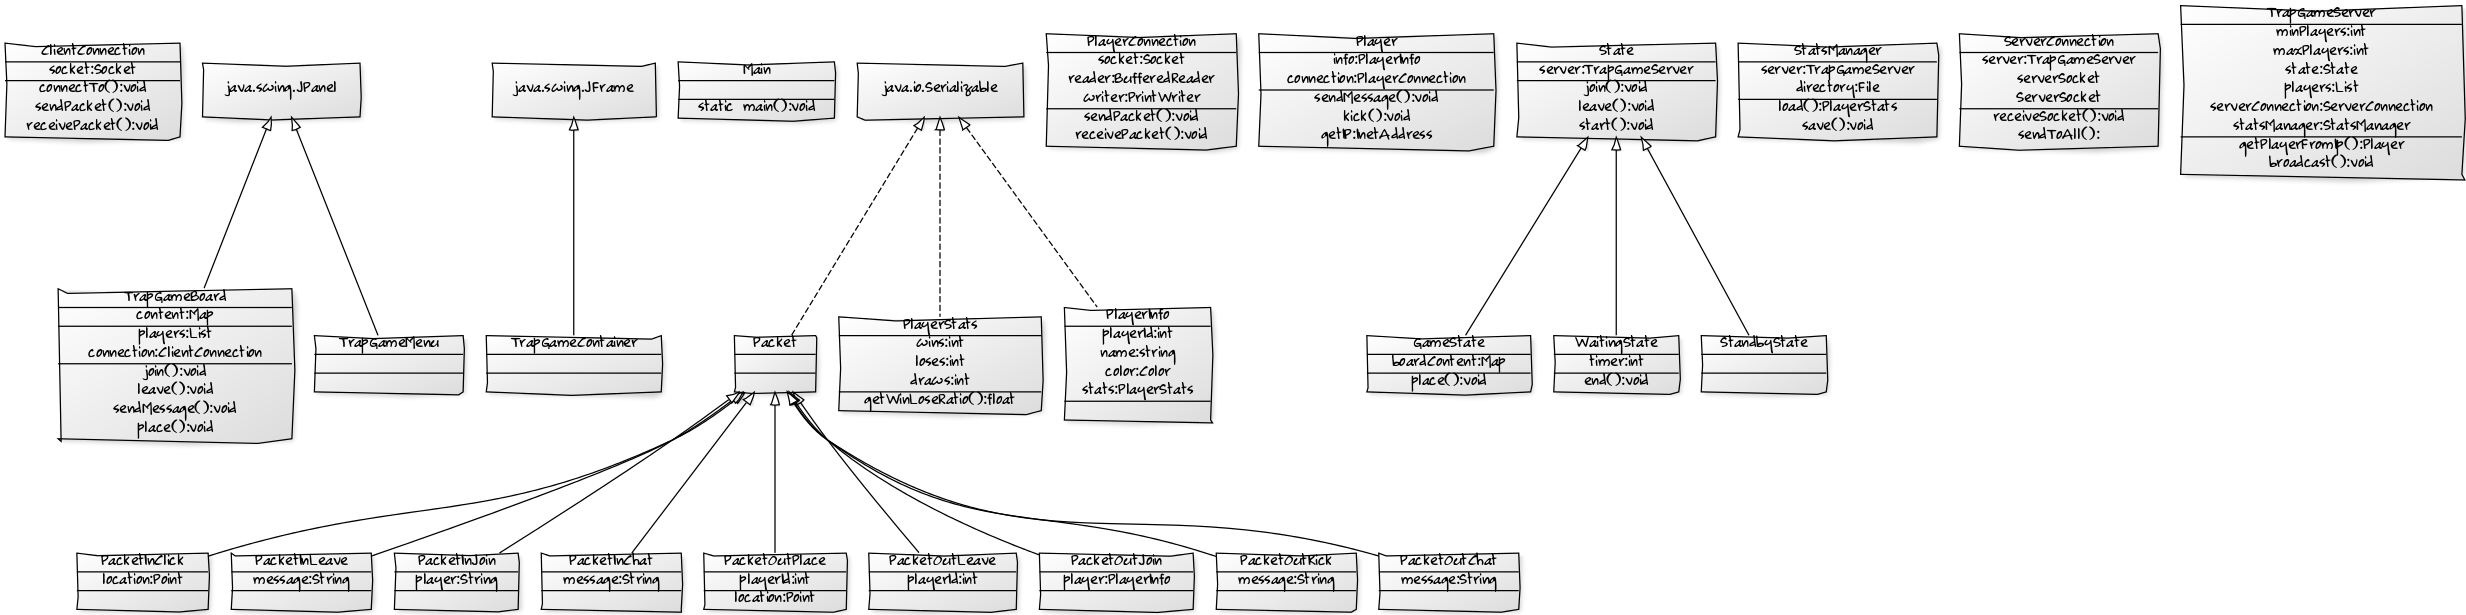 ClientConnection
socket:Socket
connectTo():void
sendPacket():void
receivePacket():void
java.swing.JPanel
java.swing.JFrame
Main
static main():void
java.io.Serializable
PlayerConnection
socket:Socket
reader:BufferedReader
writer:PrintWriter
sendPacket():void
receivePacket():void
Player
info:PlayerInfo
connection:PlayerConnection
sendMessage():void
kick():void
getIP:InetAddress
State
server:TrapGameServer
join():void
leave():void
start():void
StatsManager
server:TrapGameServer
directory:File
load():PlayerStats
save():void
ServerConnection
server:TrapGameServer
serverSocket
ServerSocket
receiveSocket():void
sendToAll():
TrapGameServer
minPlayers:int
maxPlayers:int
state:State
players:List
serverConnection:ServerConnection
statsManager:StatsManager
getPlayerFromIp():Player
broadcast():void
TrapGameBoard
content:Map
players:List
connection:ClientConnection
join():void
leave():void
sendMessage():void
place():void
TrapGameMenu
TrapGameContainer
Packet
PlayerStats
wins:int
loses:int
draws:int
getWinLoseRatio():float
PlayerInfo
playerId:int
name:string
color:Color
stats:PlayerStats
GameState
boardContent:Map
place():void
WaitingState
timer:int
end():void
StandbyState
PacketInClick
location:Point
PacketInLeave
message:String
PacketInJoin
player:String
PacketInChat
message:String
PacketOutPlace
playerId:int
location:Point
PacketOutLeave
playerId:int
PacketOutJoin
player:PlayerInfo
PacketOutKick
message:String
PacketOutChat
message:String